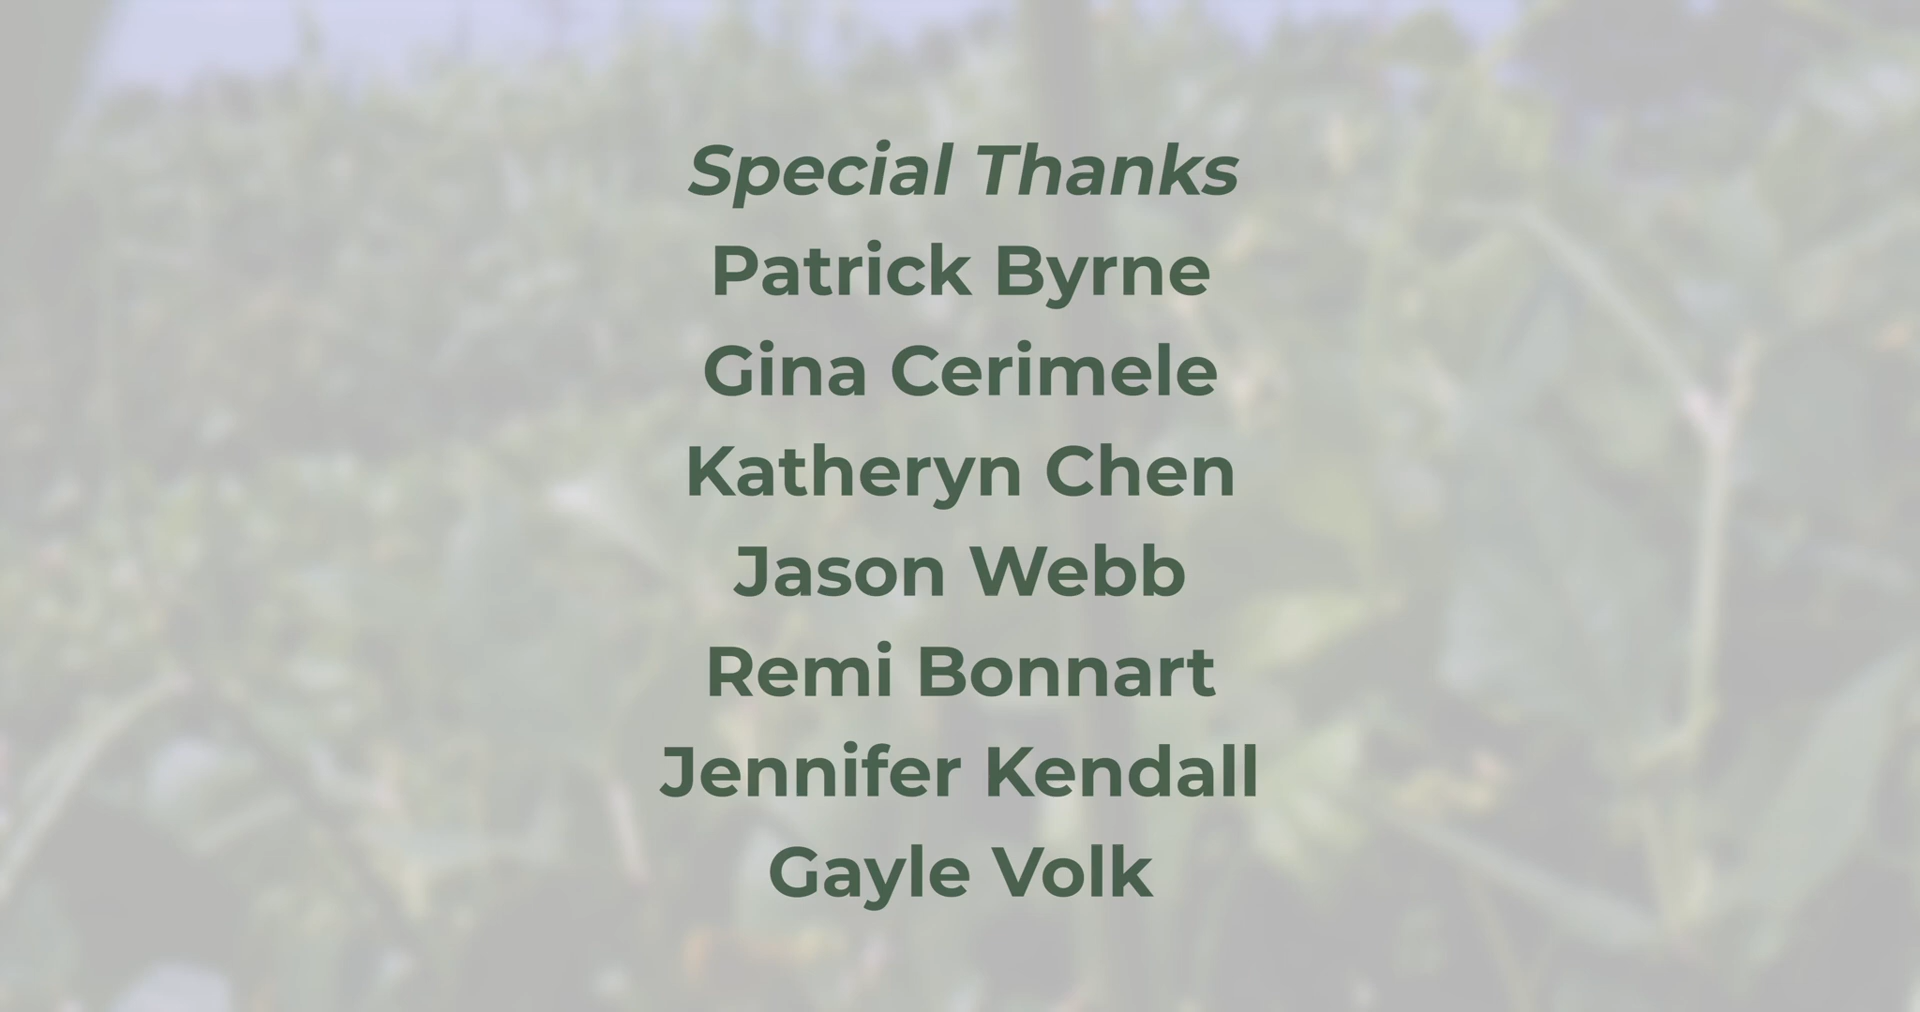 Special Thanks
Patrick Byrne
Gina Cerimele
Katheryn Chen
Jason Webb
Remi Bonnart
Jennifer Kendall
Gayle Volk